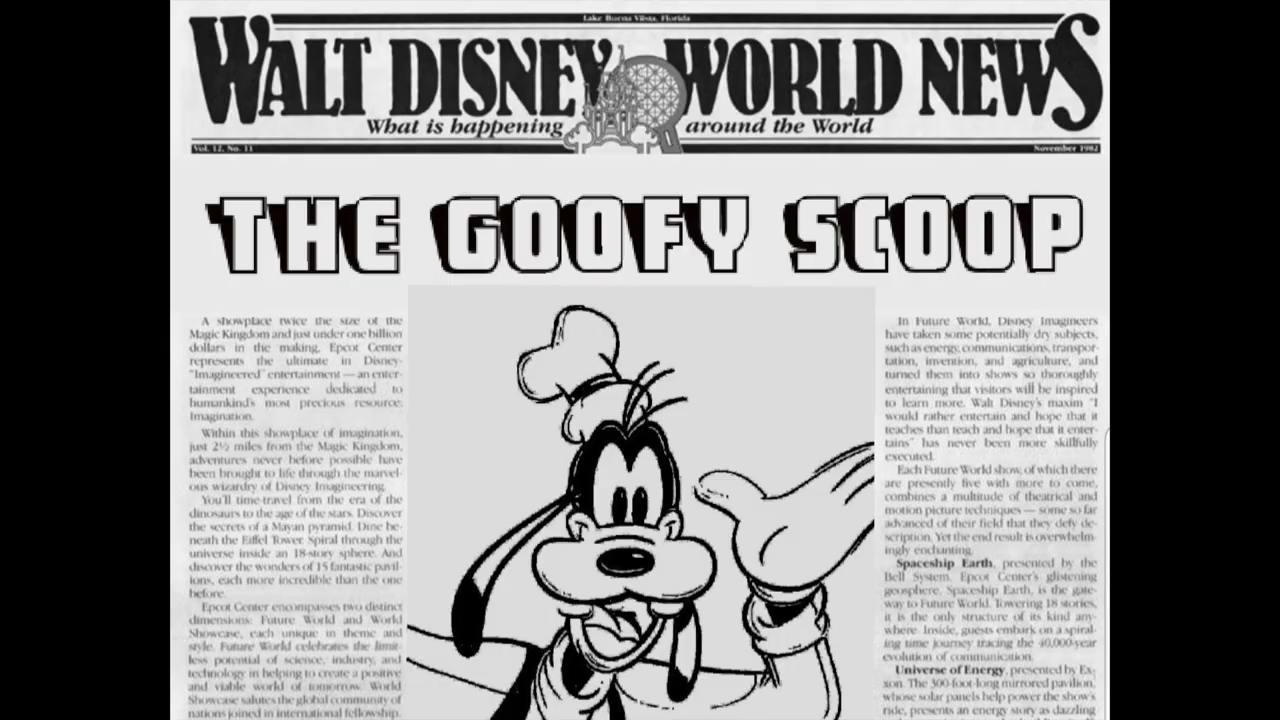 Lake Buena Vista, Florida
WALT DISNEY WORLD NEWS
What is happening around the World
Vol. 12, No. 11
November 1982
THE GOOFY SCOOP
A showplace twice the size of the
Magic Kingdom and just under one billion
dollars in the making, Epcot Center
represents the ultimate in Disney-
"Imagineered" entertainment — an enter-
tainment experience dedicated to
humankind's most precious resource:
Imagination.
Within this showplace of imagination,
just 2½ miles from the Magic Kingdom,
adventures never before possible have
been brought to life through the marvel-
ous wizardry of Disney Imagineering.
You'll time-travel from the era of the
dinosaurs to the age of the stars. Discover
the secrets of a Mayan pyramid. Dine be-
neath the Eiffel Tower. Spiral through the
universe inside an 18-story sphere. And
discover the wonders of 15 fantastic pavil-
ions, each more incredible than the one
before.
Epcot Center encompasses two distinct
dimensions: Future World and World
Showcase, each unique in theme and
style. Future World celebrates the limit-
less potential of science, industry, and
technology in helping to create a positive
and viable world of tomorrow. World
Showcase salutes the global community of
nations joined in international fellowship.
In Future World, Disney Imagineers
have taken some potentially dry subjects,
such as energy, communications, transpor-
tation, invention, and agriculture, and
turned them into shows so thoroughly
entertaining that visitors will be inspired
to learn more. Walt Disney's maxim "I
would rather entertain and hope that it
teaches than teach and hope that it enter-
tains" has never been more skillfully
executed.
Each Future World show, of which there
are presently five with more to come,
combines a multitude of theatrical and
motion picture techniques — some so far
advanced of their field that they defy de-
scription. Yet the end result is overwhelm-
ingly enchanting.
Spaceship Earth, presented by the
Bell System. Epcot Center's glistening
geosphere, Spaceship Earth, is the gate-
way to Future World. Towering 18 stories,
it is the only structure of its kind any-
where. Inside, guests embark on a spiral-
ing time journey tracing the 40,000-year
evolution of communication.
Universe of Energy, presented by Ex-
xon. The 300-foot-long mirrored pavilion,
whose solar panels help power the show's
ride, presents an energy story as dazzling